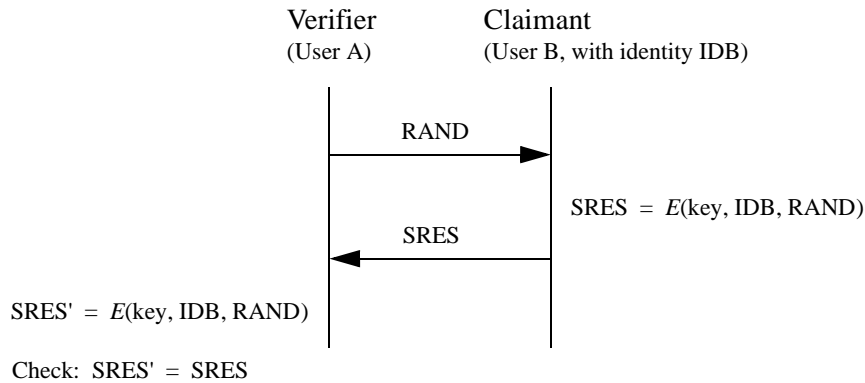 Verifier
(User A)
Claimant
(User B, with identity IDB)
RAND
SRES = E(key, IDB, RAND)
SRES
SRES' = E(key, IDB, RAND)
Check: SRES' = SRES